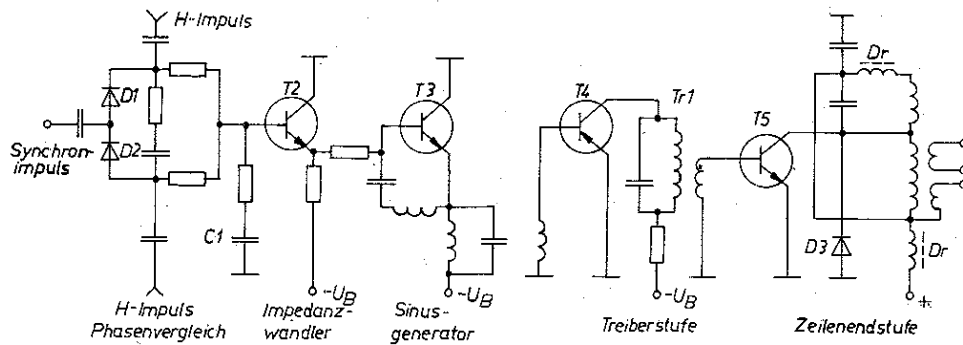 H-Impuls
D1
D2
Synchron-
impuls
H-Impuls
Phasenvergleich
C1
T2
-UB
Impedanz-
wandler
T3
-UB
Sinus-
generator
T4
Tr1
-UB
Treiberstufe
T5
Dr
D3
Dr
+
Zeilenendstufe